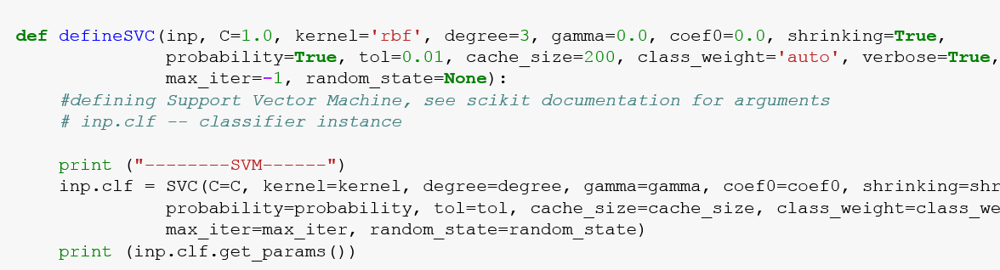 def defineSVC(inp, C=1.0, kernel='rbf', degree=3, gamma=0.0, coef0=0.0, shrinking=True,
probability=True, tol=0.01, cache_size=200, class_weight='auto', verbose=True,
max_iter=-1, random_state=None):
#defining Support Vector Machine, see scikit documentation for arguments
# inp.clf -- classifier instance
print ("--------SVM------")
inp.clf = SVC(C=C, kernel=kernel, degree=degree, gamma=gamma, coef0=coef0, shrinking=shr
probability=probability, tol=tol, cache_size=cache_size, class_weight=class_we
max_iter=max_iter, random_state=random_state)
print (inp.clf.get_params())